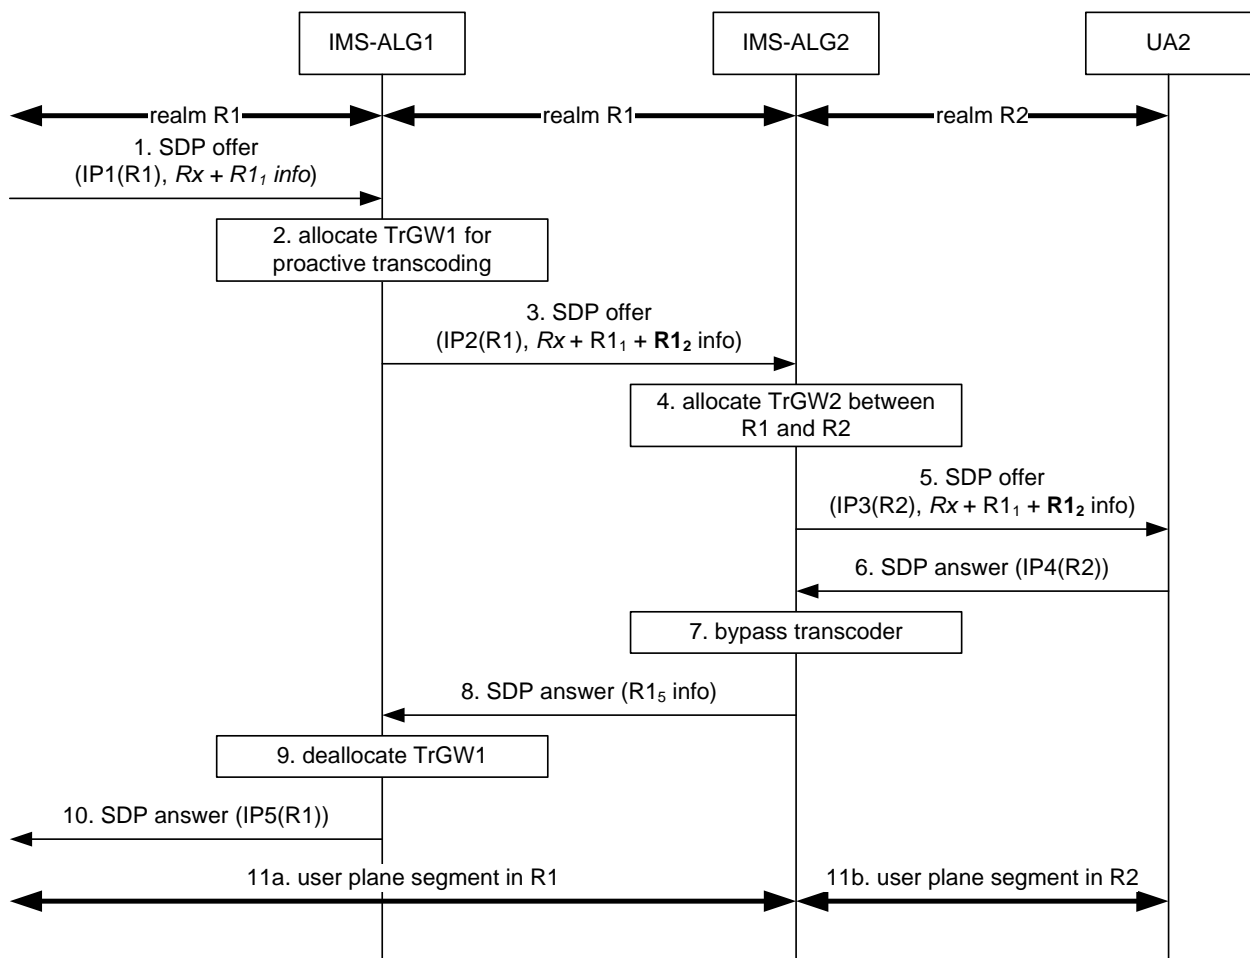 IMS-ALG1
IMS-ALG2
UA2
realm R1
realm R1
realm R2
1. SDP offer
(IP1(R1), Rx + R1₁ info)
2. allocate TrGW1 for
proactive transcoding
3. SDP offer
(IP2(R1), Rx + R1₁ + R1₂ info)
4. allocate TrGW2 between
R1 and R2
5. SDP offer
(IP3(R2), Rx + R1₁ + R1₂ info)
6. SDP answer (IP4(R2))
7. bypass transcoder
8. SDP answer (R1₅ info)
9. deallocate TrGW1
10. SDP answer (IP5(R1))
11a. user plane segment in R1
11b. user plane segment in R2